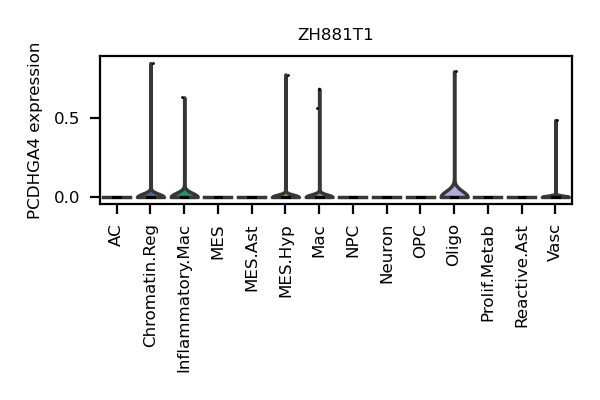 ZH881T1
PCDHGA4 expression
0.5
0.0
AC
Chromatin.Reg
Inflammatory.Mac
MES
MES.Ast
MES.Hyp
Mac
NPC
Neuron
OPC
Oligo
Prolif.Metab
Reactive.Ast
Vasc